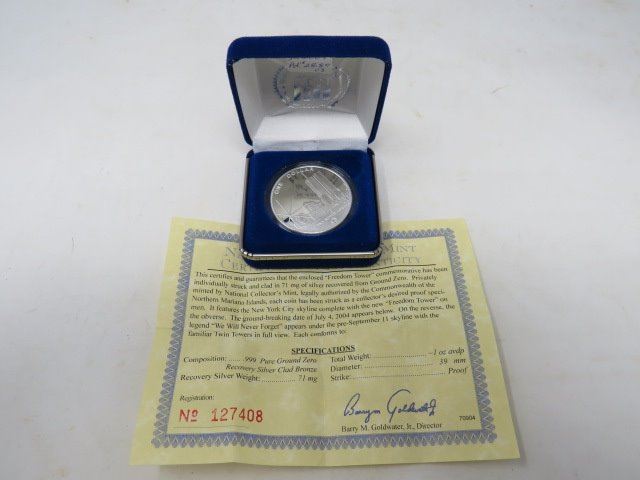 ONE DOLLAR
MINT
This certifies and guarantees that the enclosed "Freedom Tower" commemorative has been
individually struck and clad in 71 mg of silver recovered from Ground Zero. Privately
minted by National Collector's Mint, legally authorized by the Commonwealth of the
Northern Mariana Islands, each coin has been struck as a collector's desired proof speci-
men. It features the New York City skyline complete with the new "Freedom Tower" on
the obverse. The ground-breaking date of July 4, 2004 appears below. On the reverse, the
legend "We Will Never Forget" appears under the pre-September 11 skyline with the
familiar Twin Towers in full view. Each conforms to:
SPECIFICATIONS
Composition: .999 Pure Ground Zero
Recovery Silver Clad Bronze
Recovery Silver Weight: 71 mg
Total Weight: ~1 oz avdp
Diameter: 39 mm
Strike: Proof
Registration
No 127408
Barry M. Goldwater, Jr., Director
70904